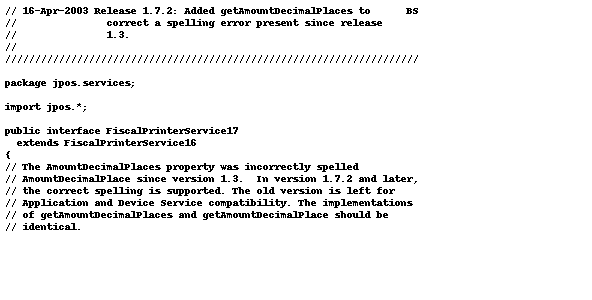 // 16-Apr-2003 Release 1.7.2: Added getAmountDecimalPlaces to      BS
//               correct a spelling error present since release
//               1.3.
//
/////////////////////////////////////////////////////////////////////
package jpos.services;
import jpos.*;
public interface FiscalPrinterService17
  extends FiscalPrinterService16
{
// The AmountDecimalPlaces property was incorrectly spelled
// AmountDecimalPlace since version 1.3.  In version 1.7.2 and later,
// the correct spelling is supported. The old version is left for
// Application and Device Service compatibility. The implementations
// of getAmountDecimalPlaces and getAmountDecimalPlace should be
// identical.